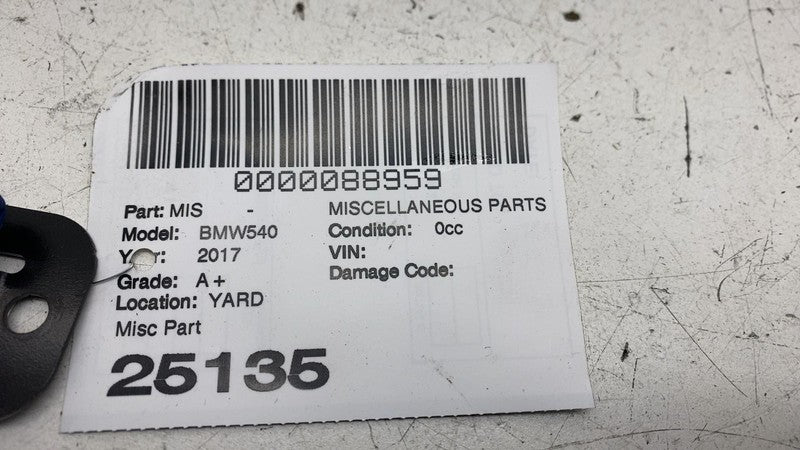 0000088959
Part: MIS - MISCELLANEOUS PARTS
Model: BMW540 Condition: 0cc
Year: 2017 VIN:
Grade: A+ Damage Code:
Location: YARD
Misc Part
25135